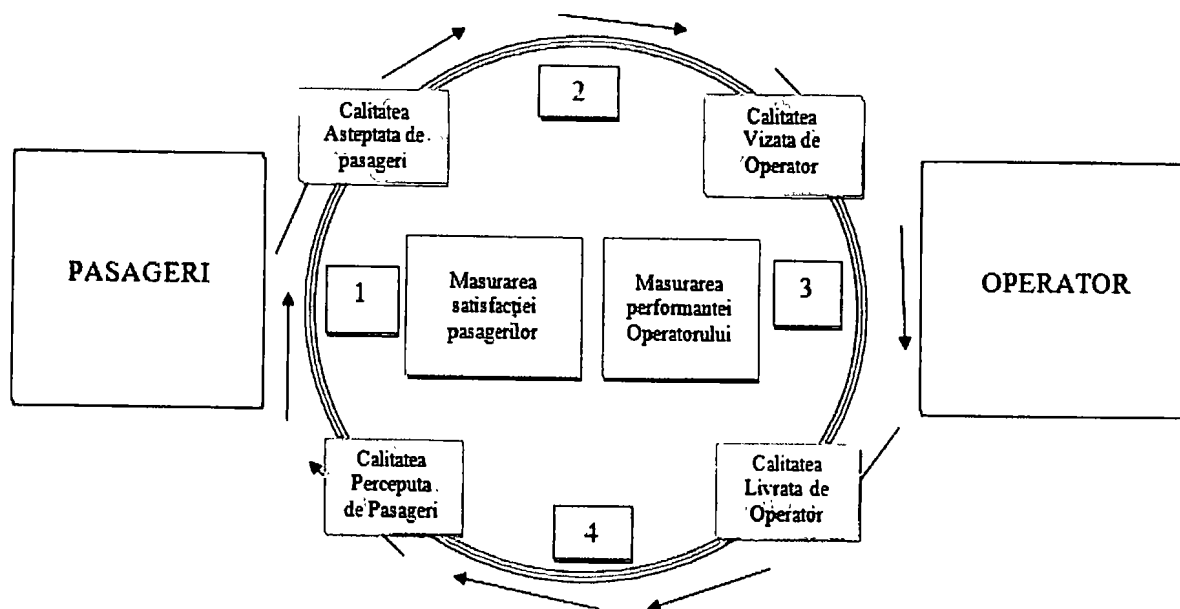 2
Calitatea
Asteptata de
pasageri
Calitatea
Vizata de
Operator
PASAGERI
1
Masurarea
satisfacţiei
pasagerilor
Masurarea
performantei
Operatorului
3
OPERATOR
Calitatea
Perceputa
de Pasageri
4
Calitatea
Livrata de
Operator